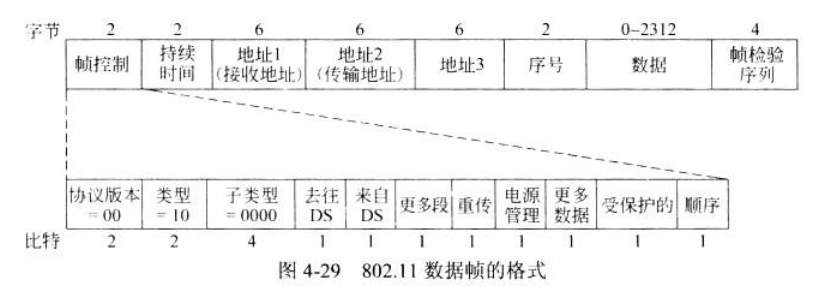 字节 2 2 6 6 6 2 0-2312 4
帧控制 持续时间 地址1(接收地址) 地址2(传输地址) 地址3 序号 数据 帧检验序列
协议版本=00 类型=10 子类型=0000 去往DS 来自DS 更多段 重传 电源管理 更多数据 受保护的 顺序
比特 2 2 4 1 1 1 1 1 1 1 1
图 4-29 802.11 数据帧的格式